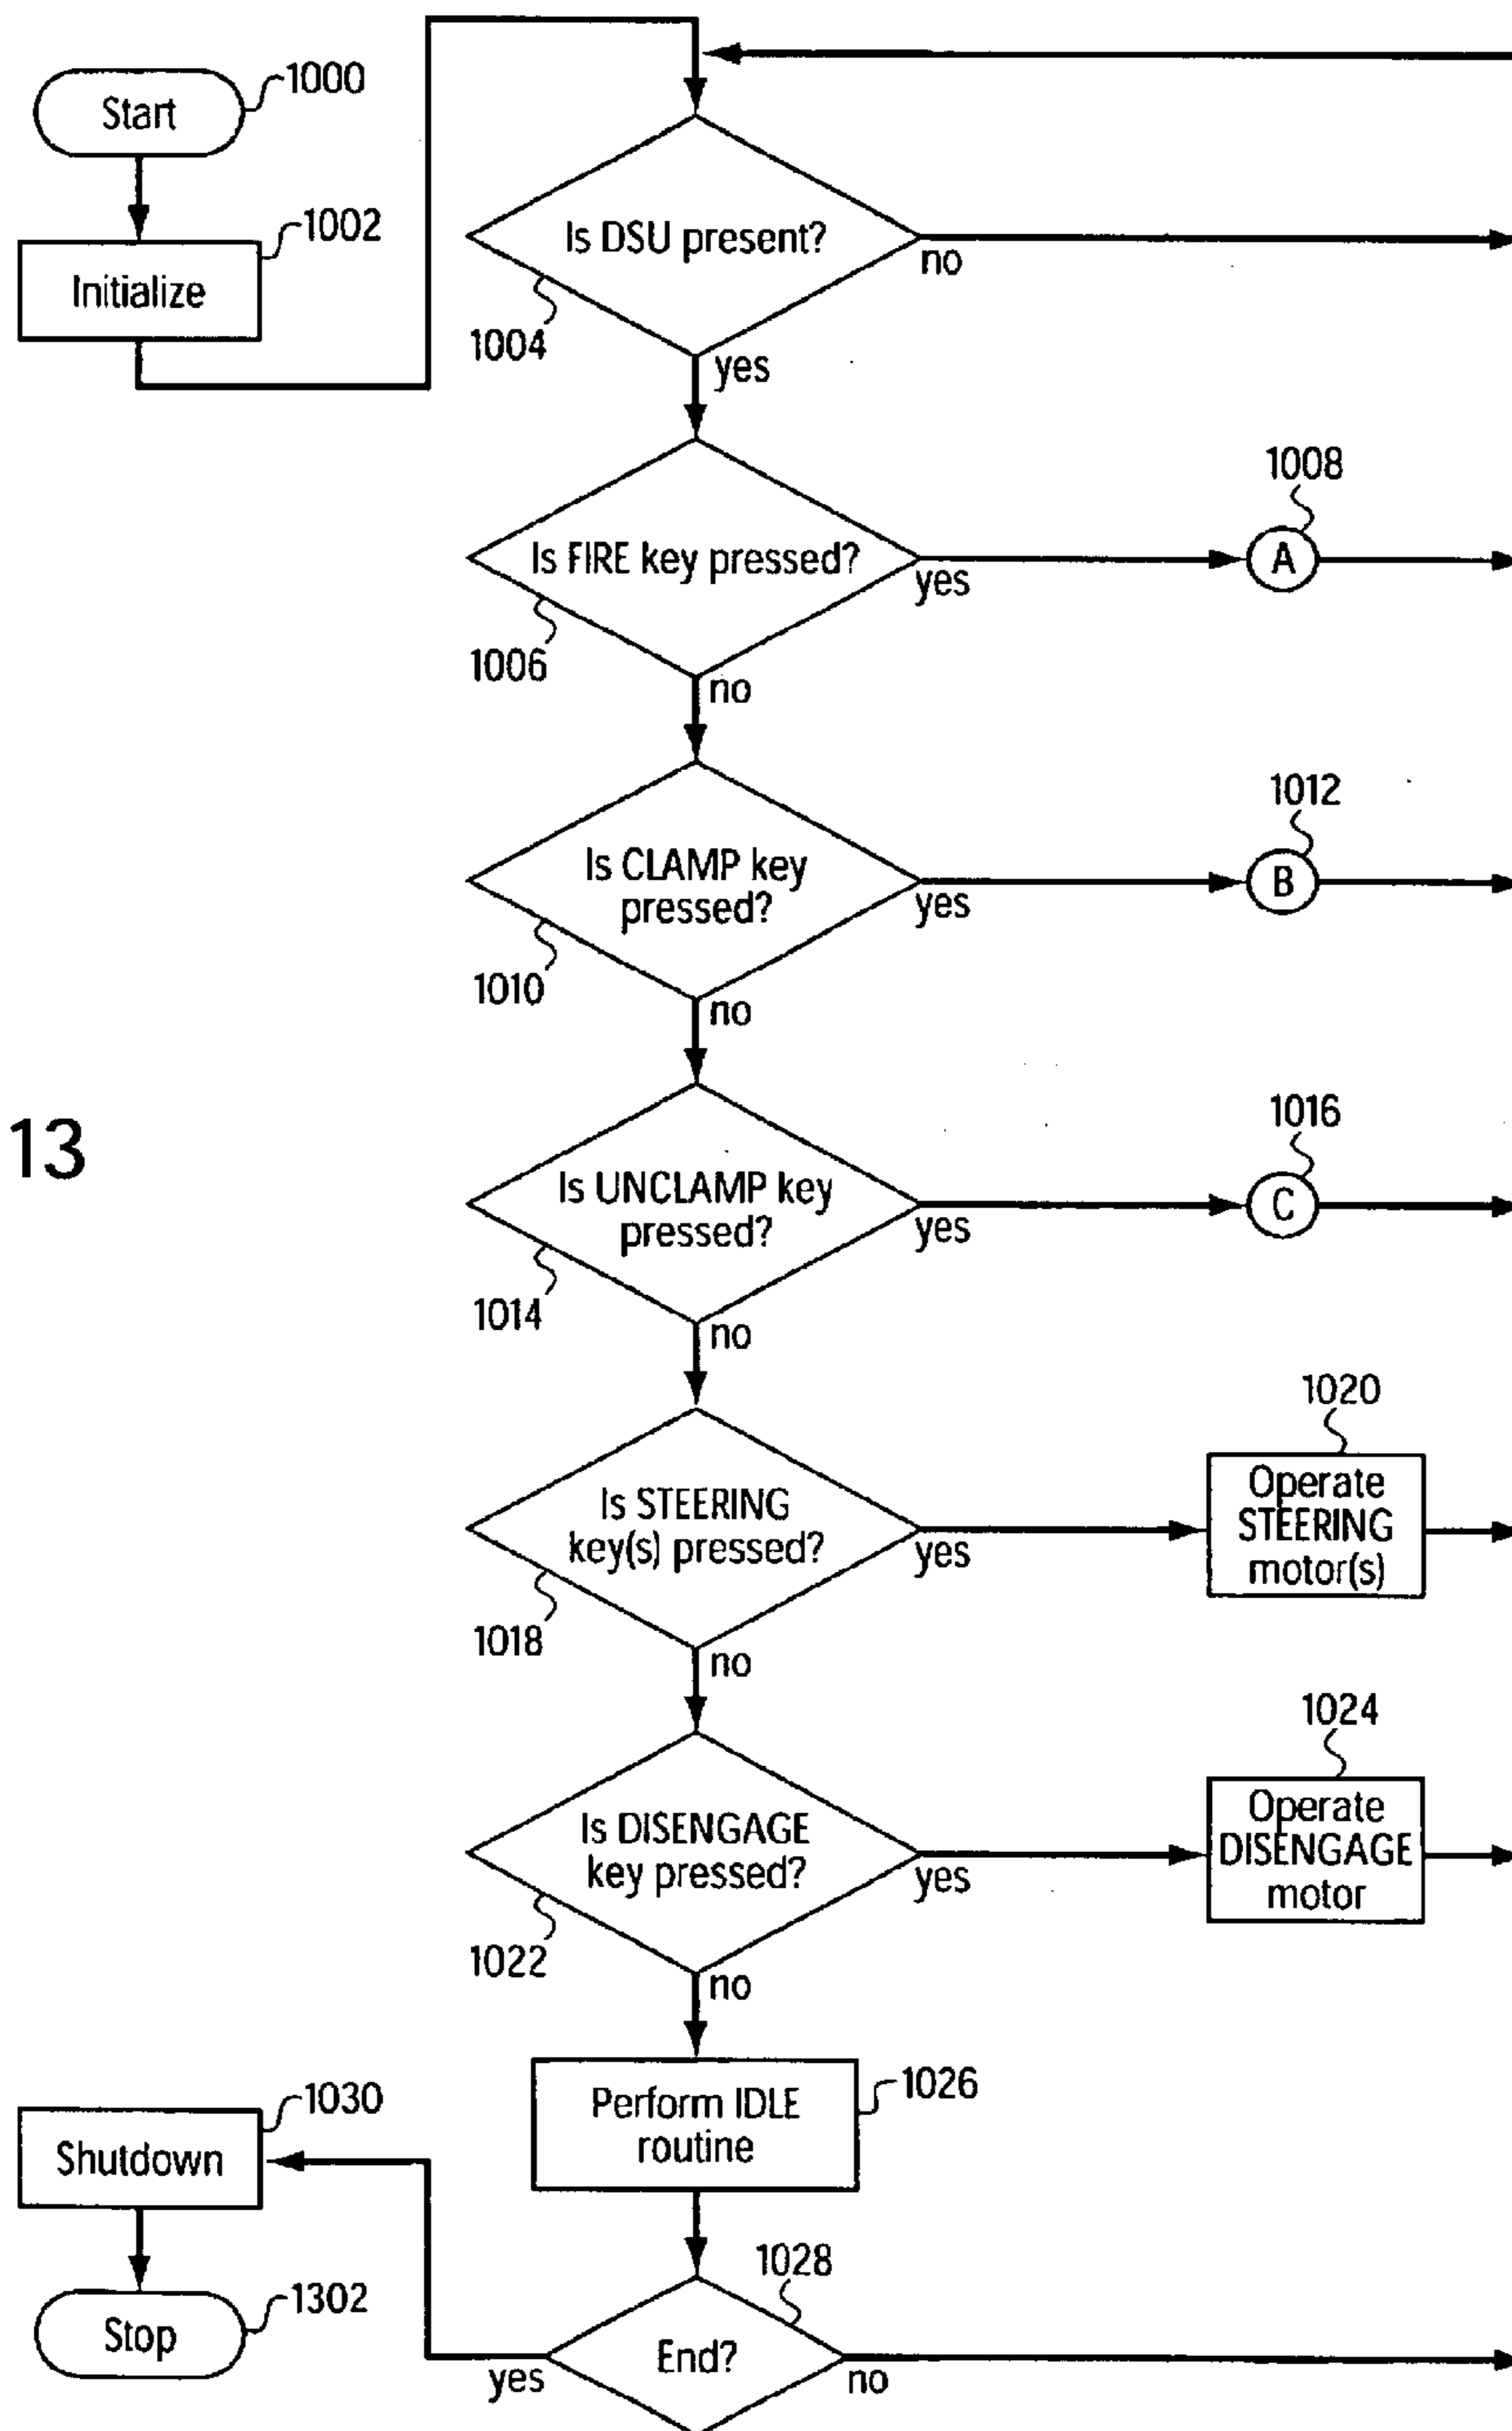 Start
1000
Initialize
1002
Is DSU present?
no
1004
yes
Is FIRE key pressed?
yes
1008
A
1006
no
Is CLAMP key
pressed?
yes
1012
B
1010
no
13
Is UNCLAMP key
pressed?
yes
1016
C
1014
no
Is STEERING
key(s) pressed?
yes
1020
Operate
STEERING
motor(s)
1018
no
Is DISENGAGE
key pressed?
yes
1024
Operate
DISENGAGE
motor
1022
no
Perform IDLE
routine
1026
1030
Shutdown
1028
End?
yes
no
1302
Stop